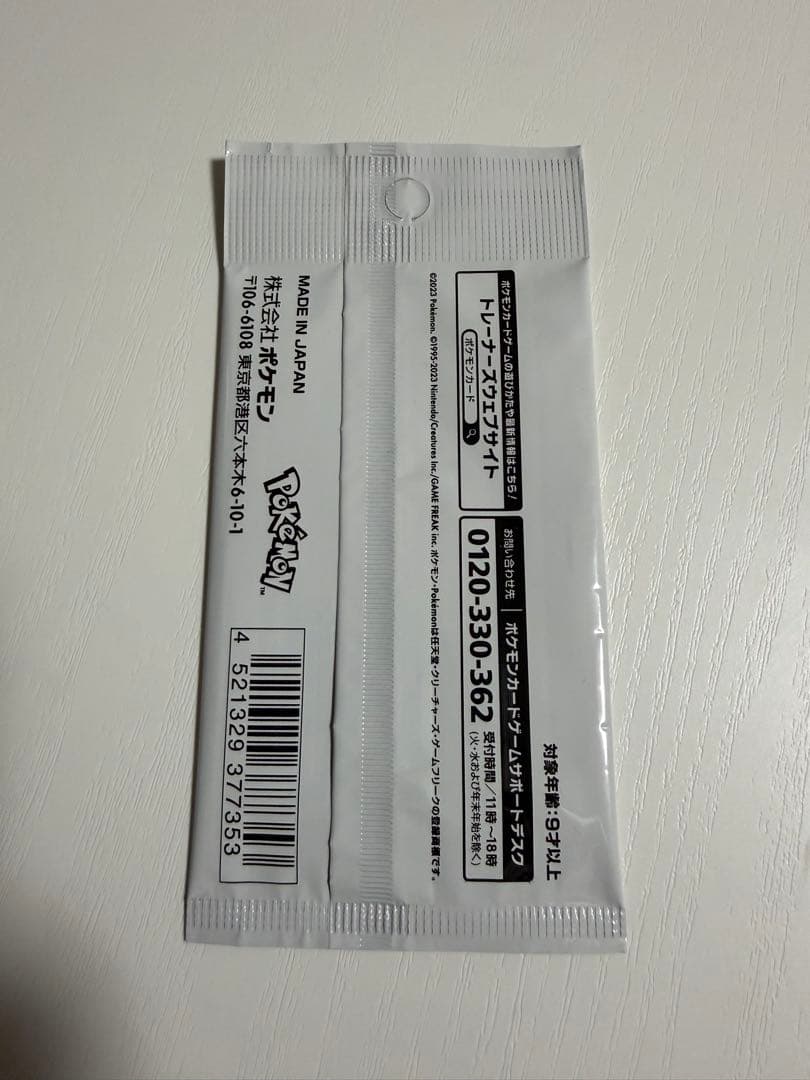 対象年齢:9才以上
ポケモンカードゲームの遊びかたや最新情報はこちら/
トレーナーズウェブサイト
ポケモンカード
お問い合わせ先 ポケモンカードゲームサポートデスク
0120-330-362 受付時間/11時~18時
(火・水および年末年始を除く)
©2023 Pokémon. ©1995-2023 Nintendo/Creatures Inc./GAME FREAK inc. ポケモン・Pokémonは任天堂・クリーチャーズ・ゲームフリークの登録商標です。
MADE IN JAPAN
株式会社ポケモン
〒106-6108 東京都港区六本木6-10-1
POKéMON™
4 521329 377353